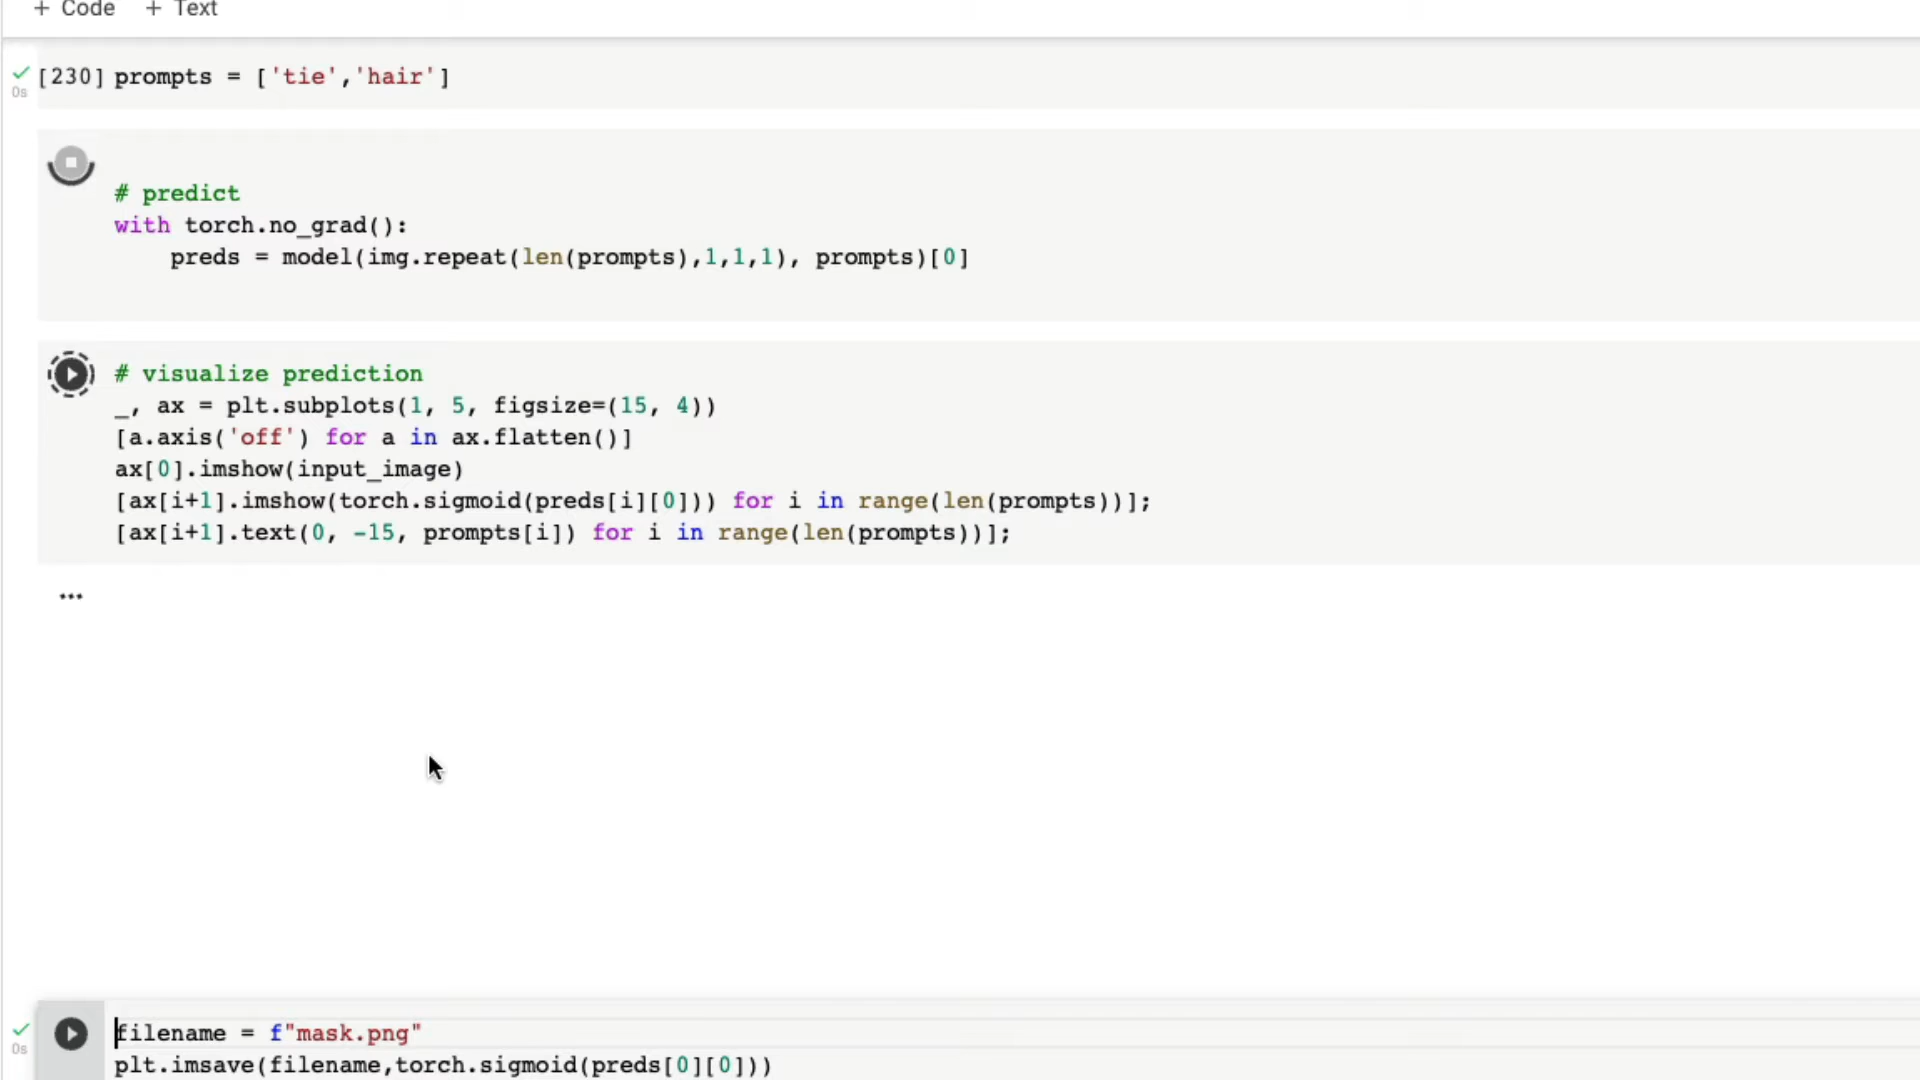 + Code + Text
[230] prompts = ['tie','hair']
0s
# predict
with torch.no_grad():
    preds = model(img.repeat(len(prompts),1,1,1), prompts)[0]
# visualize prediction
_, ax = plt.subplots(1, 5, figsize=(15, 4))
[a.axis('off') for a in ax.flatten()]
ax[0].imshow(input_image)
[ax[i+1].imshow(torch.sigmoid(preds[i][0])) for i in range(len(prompts))];
[ax[i+1].text(0, -15, prompts[i]) for i in range(len(prompts))];
...
filename = f"mask.png"
0s
plt.imsave(filename,torch.sigmoid(preds[0][0]))